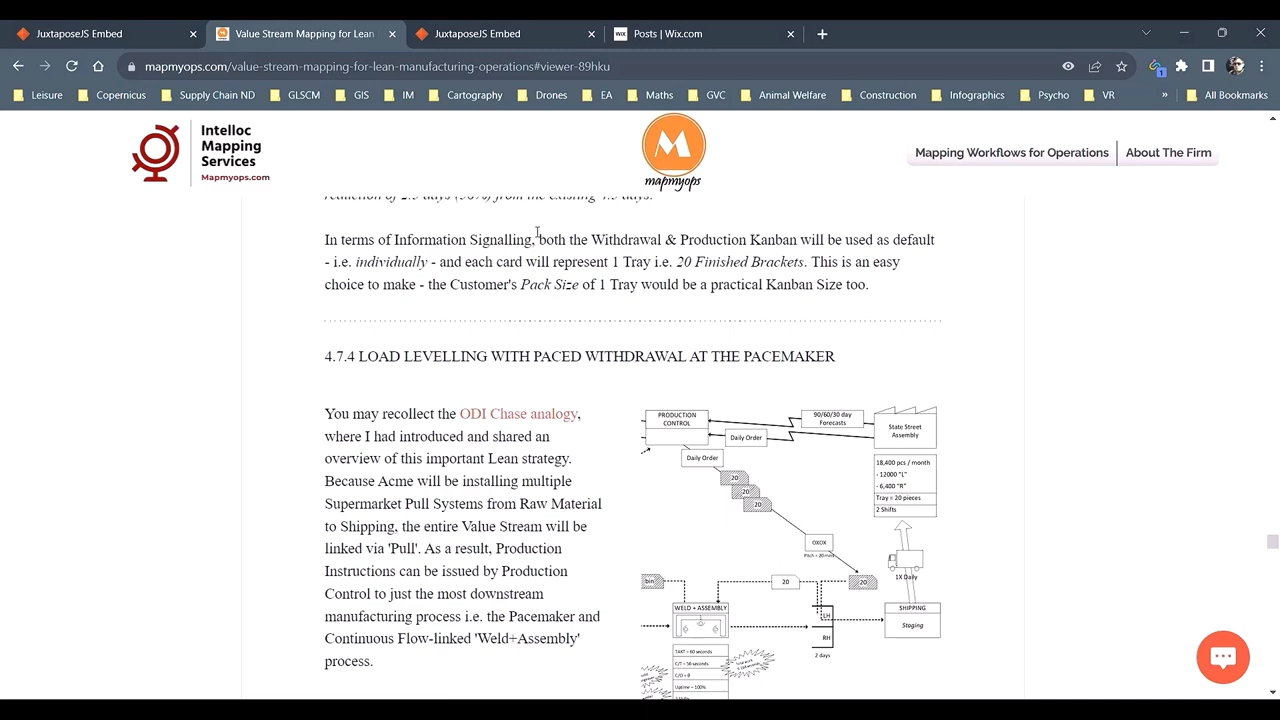 JuxtaposeJS Embed
Value Stream Mapping for Lean
JuxtaposeJS Embed
WIX
Posts | Wix.com
mapmyops.com/value-stream-mapping-for-lean-manufacturing-operations#viewer-89hku
1
Leisure
Copernicus
Supply Chain ND
GLSCM
GIS
IM
Cartography
Drones
EA
Maths
GVC
Animal Welfare
Construction
Infographics
Psycho
VR
»
All Bookmarks
Intelloc
Mapping
Services
Mapmyops.com
M
mapmyops
Mapping Workflows for Operations
About The Firm
In terms of Information Signalling, both the Withdrawal & Production Kanban will be used as default
- i.e. individually - and each card will represent 1 Tray i.e. 20 Finished Brackets. This is an easy
choice to make - the Customer's Pack Size of 1 Tray would be a practical Kanban Size too.
4.7.4 LOAD LEVELLING WITH PACED WITHDRAWAL AT THE PACEMAKER
You may recollect the ODI Chase analogy,
where I had introduced and shared an
overview of this important Lean strategy.
Because Acme will be installing multiple
Supermarket Pull Systems from Raw Material
to Shipping, the entire Value Stream will be
linked via 'Pull'. As a result, Production
Instructions can be issued by Production
Control to just the most downstream
manufacturing process i.e. the Pacemaker and
Continuous Flow-linked 'Weld+Assembly'
process.
PRODUCTION
CONTROL
90/60/30 day
Forecasts
State Street
Assembly
Daily Order
Daily Order
18,400 pcs / month
- 12000 "L"
- 6,400 "R"
Tray = 20 pieces
2 Shifts
20
20
20
OXOX
1X Daily
bin
20
20
WELD + ASSEMBLY
LH
RH
2 days
SHIPPING
Staging
TAKT = 60 seconds
C/T = 56 seconds
C/O = 0
Uptime = 100%